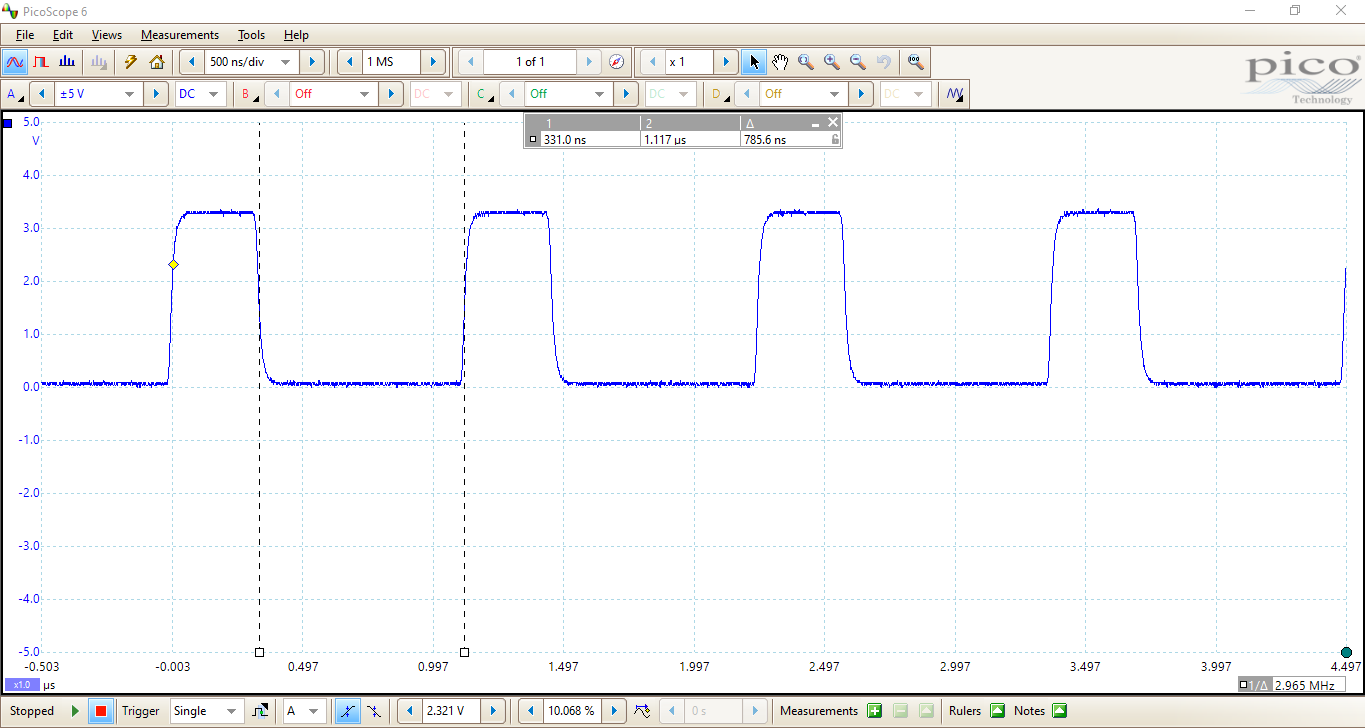 PicoScope 6
File Edit Views Measurements Tools Help
500 ns/div 1 MS 1 of 1 x 1
pico
Technology
A ±5 V DC B Off DC C Off DC D Off DC
1 2 Δ
331.0 ns 1.117 µs 785.6 ns
5.0
V
4.0
3.0
2.0
1.0
0.0
-1.0
-2.0
-3.0
-4.0
-5.0
-0.503 -0.003 0.497 0.997 1.497 1.997 2.497 2.997 3.497 3.997 4.497
x1.0 µs 1/Δ 2.965 MHz
Stopped Trigger Single A 2.321 V 10.068 % 0 s Measurements Rulers Notes